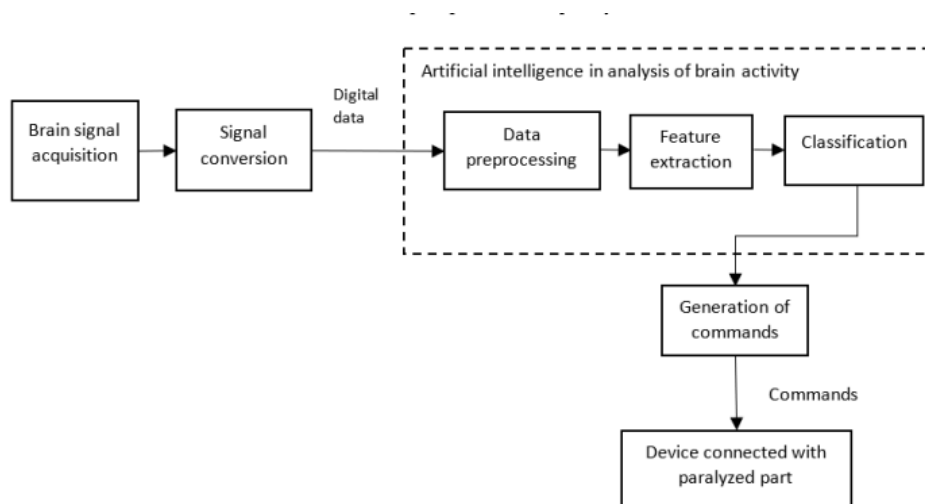 Artificial intelligence in analysis of brain activity
Brain signal
acquisition
Signal
conversion
Digital
data
Data
preprocessing
Feature
extraction
Classification
Generation of
commands
Commands
Device connected with
paralyzed part